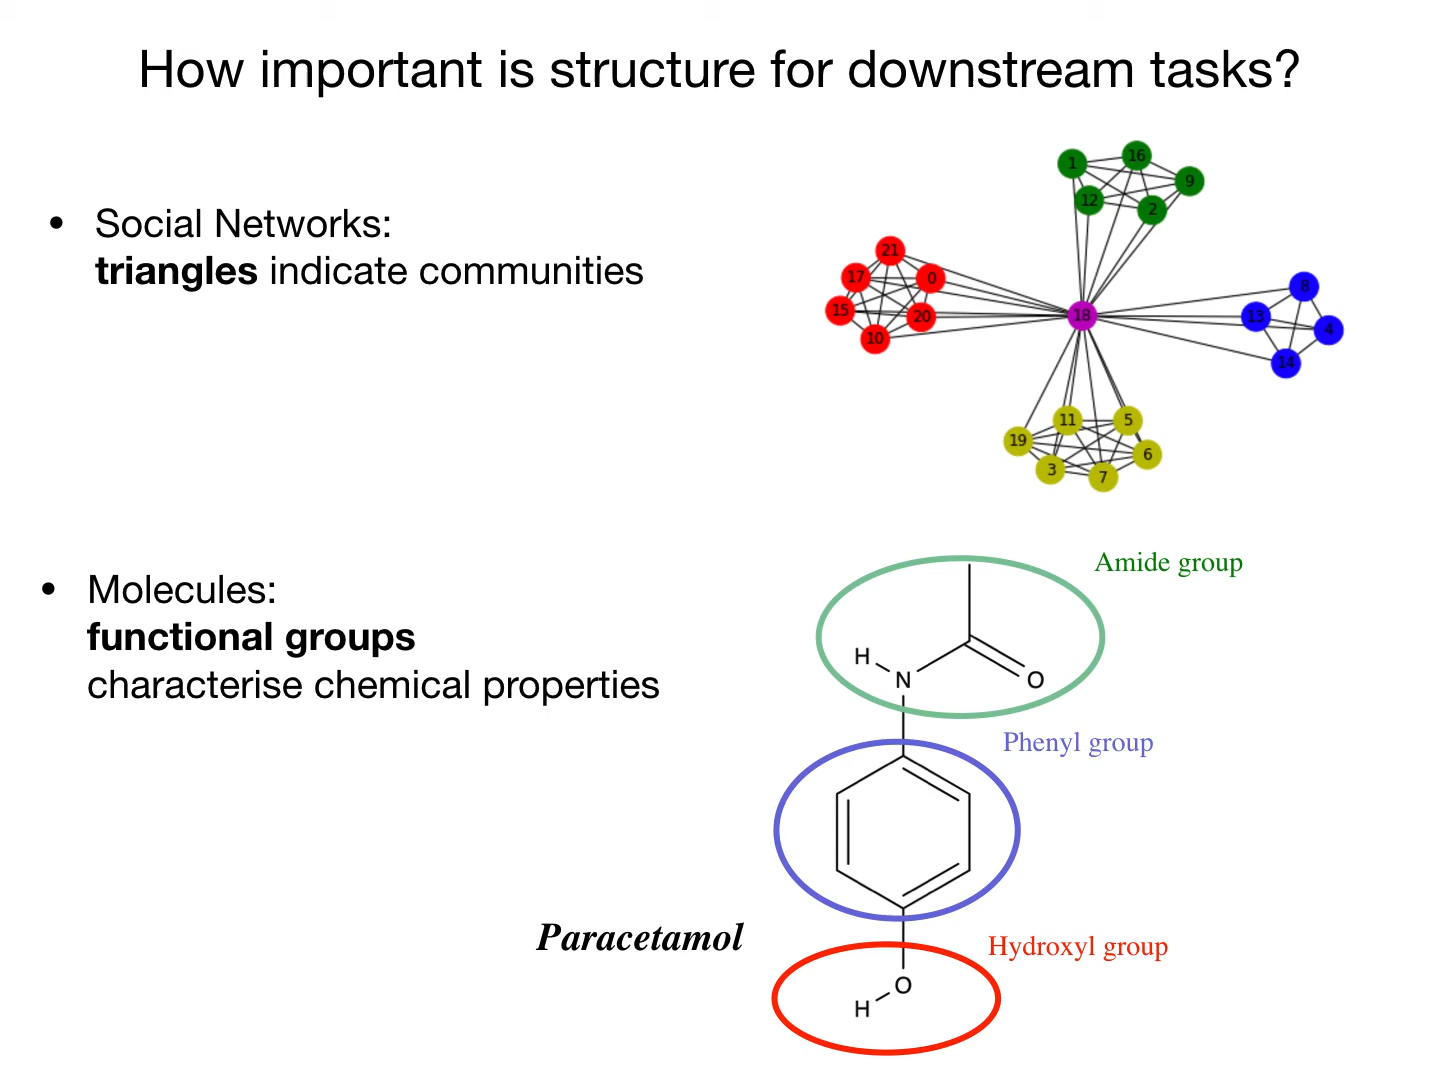 How important is structure for downstream tasks?
• Social Networks:
triangles indicate communities
1
16
9
12
2
21
17
0
15
20
10
18
8
13
4
14
11
5
19
6
3
7
• Molecules:
functional groups
characterise chemical properties
Amide group
H
N
O
Phenyl group
Paracetamol
Hydroxyl group
O
H